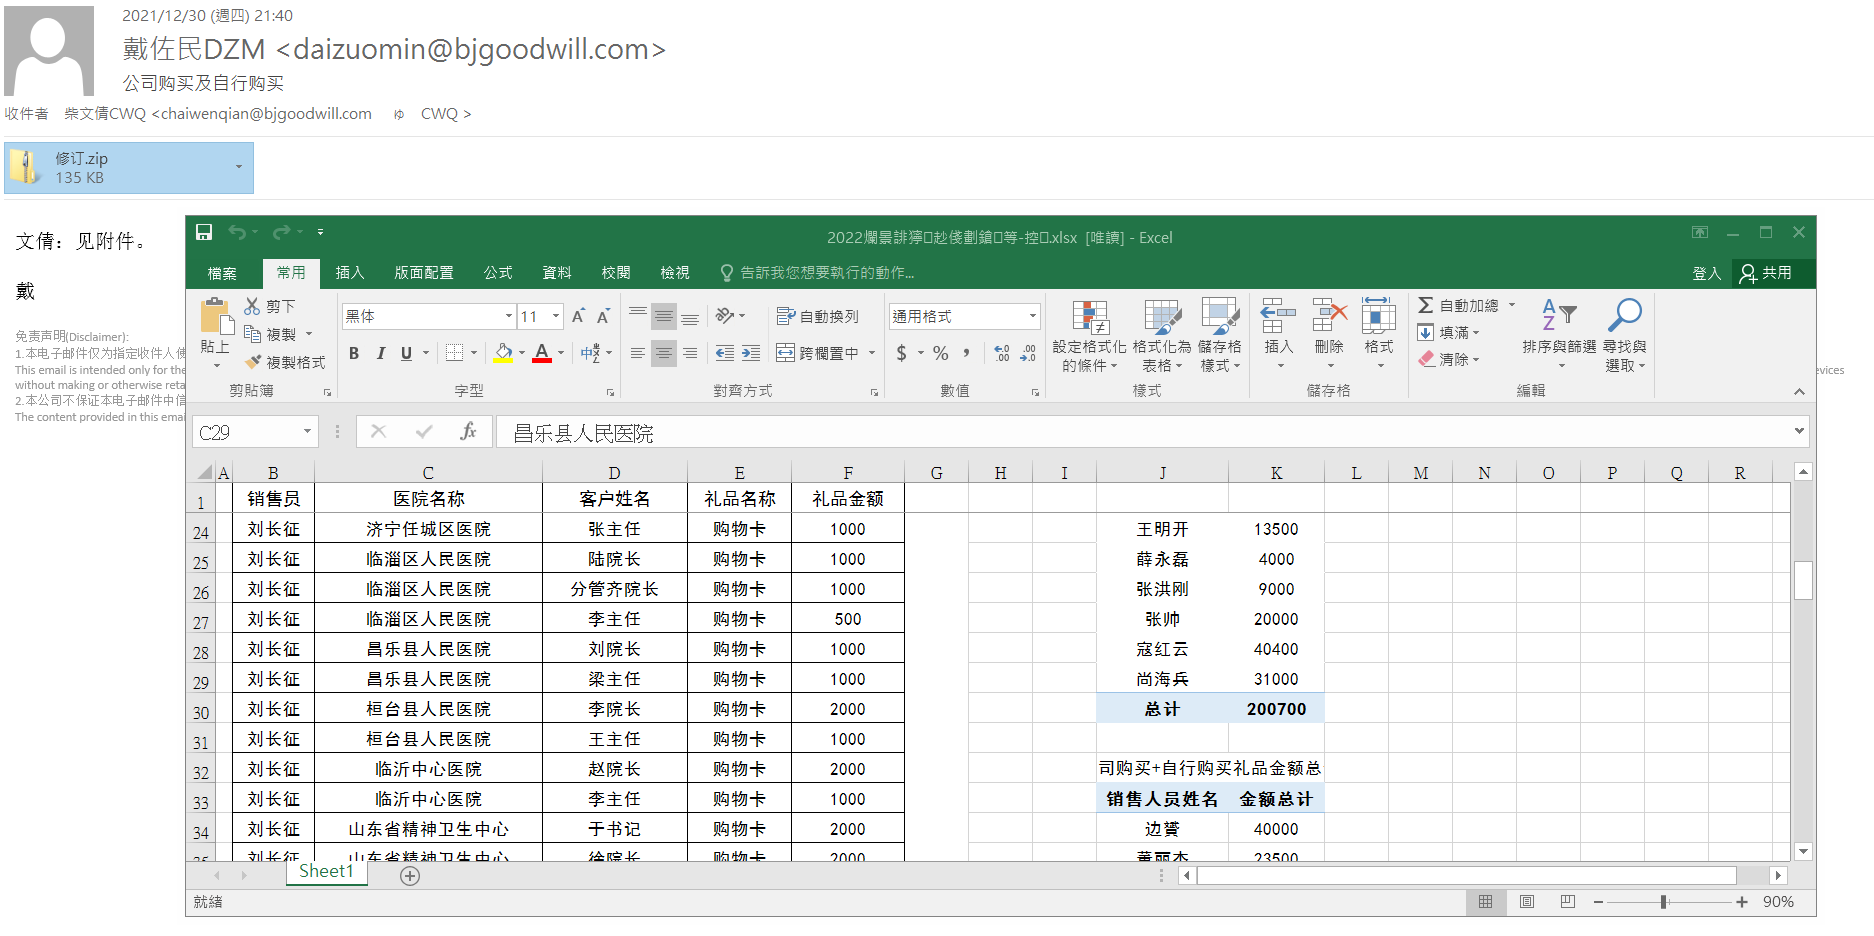 2021/12/30 (週四) 21:40
戴佐民DZM <daizuomin@bjgoodwill.com>
公司购买及自行购买
收件者 柴文倩CWQ <chaiwenqian@bjgoodwill.com ゆ CWQ >
修订.zip
135 KB
文倩：见附件。
戴
免责声明(Disclaimer):
1.本电子邮件仅为指定收件人使
This email is intended only for the
without making or otherwise reta
2.本公司不保证本电子邮件中信
The content provided in this emai
evices
.xlsx [唯讀] - Excel
檔案 常用 插入 版面配置 公式 資料 校閱 檢視 告訴我您想要執行的動作... 登入 共用
貼上 剪下 複製 複製格式 剪貼簿
黑体 11 A A B I U A 中 字型
自動換列 跨欄置中 對齊方式
通用格式 $ % , 數值
設定格式化的條件 格式化為表格 儲存格樣式 樣式
插入 刪除 格式 儲存格
Σ 自動加總 填滿 清除 排序與篩選 尋找與選取 編輯
C29 fx 昌乐县人民医院
A B C D E F G H I J K L M N O P Q R
1 销售员 医院名称 客户姓名 礼品名称 礼品金额
24 刘长征 济宁任城区医院 张主任 购物卡 1000 王明开 13500
25 刘长征 临淄区人民医院 陆院长 购物卡 1000 薛永磊 4000
26 刘长征 临淄区人民医院 分管齐院长 购物卡 1000 张洪刚 9000
27 刘长征 临淄区人民医院 李主任 购物卡 500 张帅 20000
28 刘长征 昌乐县人民医院 刘院长 购物卡 1000 寇红云 40400
29 刘长征 昌乐县人民医院 梁主任 购物卡 1000 尚海兵 31000
30 刘长征 桓台县人民医院 李院长 购物卡 2000 总计 200700
31 刘长征 桓台县人民医院 王主任 购物卡 1000
32 刘长征 临沂中心医院 赵院长 购物卡 2000 司购买+自行购买礼品金额总
33 刘长征 临沂中心医院 李主任 购物卡 1000 销售人员姓名 金额总计
34 刘长征 山东省精神卫生中心 于书记 购物卡 2000 边赟 40000
35 刘长征 山东省精神卫生中心 徐院长 购物卡 2000 董丽杰 23500
Sheet1
就緒 90%